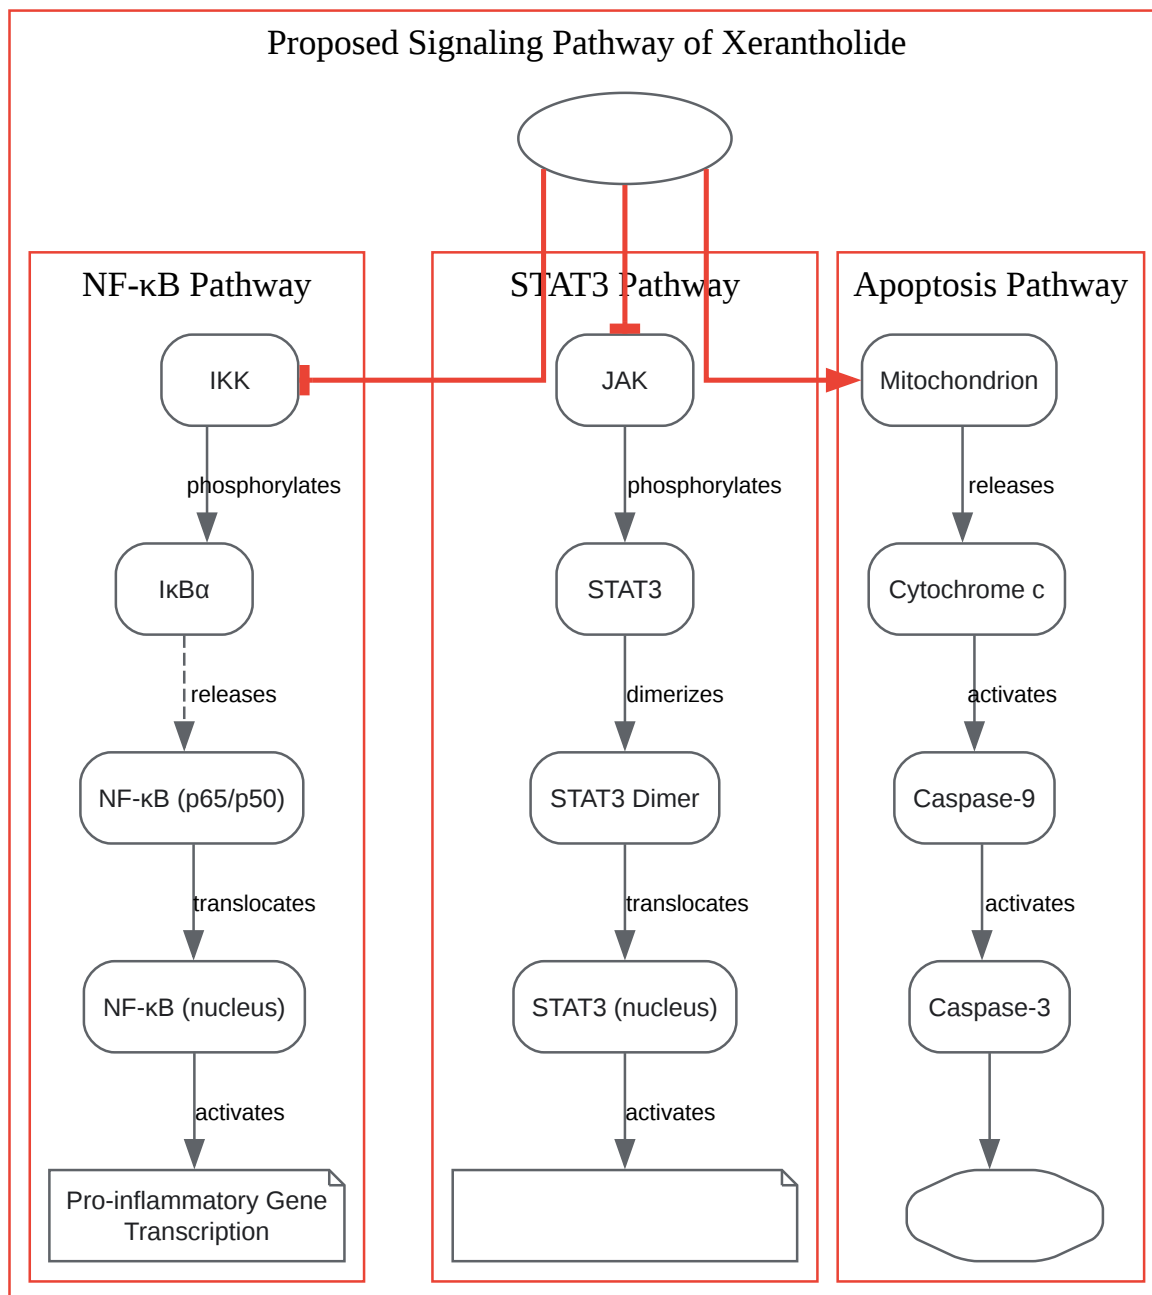 Proposed Signaling Pathway of Xerantholide
NF-κB Pathway
IKK
phosphorylates
IκBα
releases
NF-κB (p65/p50)
translocates
NF-κB (nucleus)
activates
Pro-inflammatory Gene
Transcription
STAT3 Pathway
JAK
phosphorylates
STAT3
dimerizes
STAT3 Dimer
translocates
STAT3 (nucleus)
activates
Apoptosis Pathway
Mitochondrion
releases
Cytochrome c
activates
Caspase-9
activates
Caspase-3